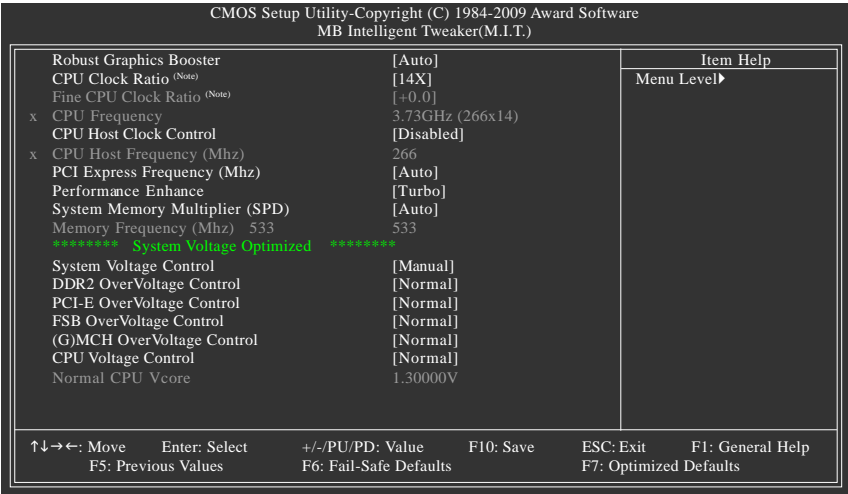 CMOS Setup Utility-Copyright (C) 1984-2009 Award Software
MB Intelligent Tweaker(M.I.T.)
Robust Graphics Booster [Auto]
CPU Clock Ratio (Note) [14X]
Fine CPU Clock Ratio (Note) [+0.0]
x CPU Frequency 3.73GHz (266x14)
CPU Host Clock Control [Disabled]
x CPU Host Frequency (Mhz) 266
PCI Express Frequency (Mhz) [Auto]
Performance Enhance [Turbo]
System Memory Multiplier (SPD) [Auto]
Memory Frequency (Mhz) 533 533
******** System Voltage Optimized ********
System Voltage Control [Manual]
DDR2 OverVoltage Control [Normal]
PCI-E OverVoltage Control [Normal]
FSB OverVoltage Control [Normal]
(G)MCH OverVoltage Control [Normal]
CPU Voltage Control [Normal]
Normal CPU Vcore 1.30000V
Item Help
Menu Level▶
↑↓→←: Move Enter: Select +/-/PU/PD: Value F10: Save ESC: Exit F1: General Help
F5: Previous Values F6: Fail-Safe Defaults F7: Optimized Defaults